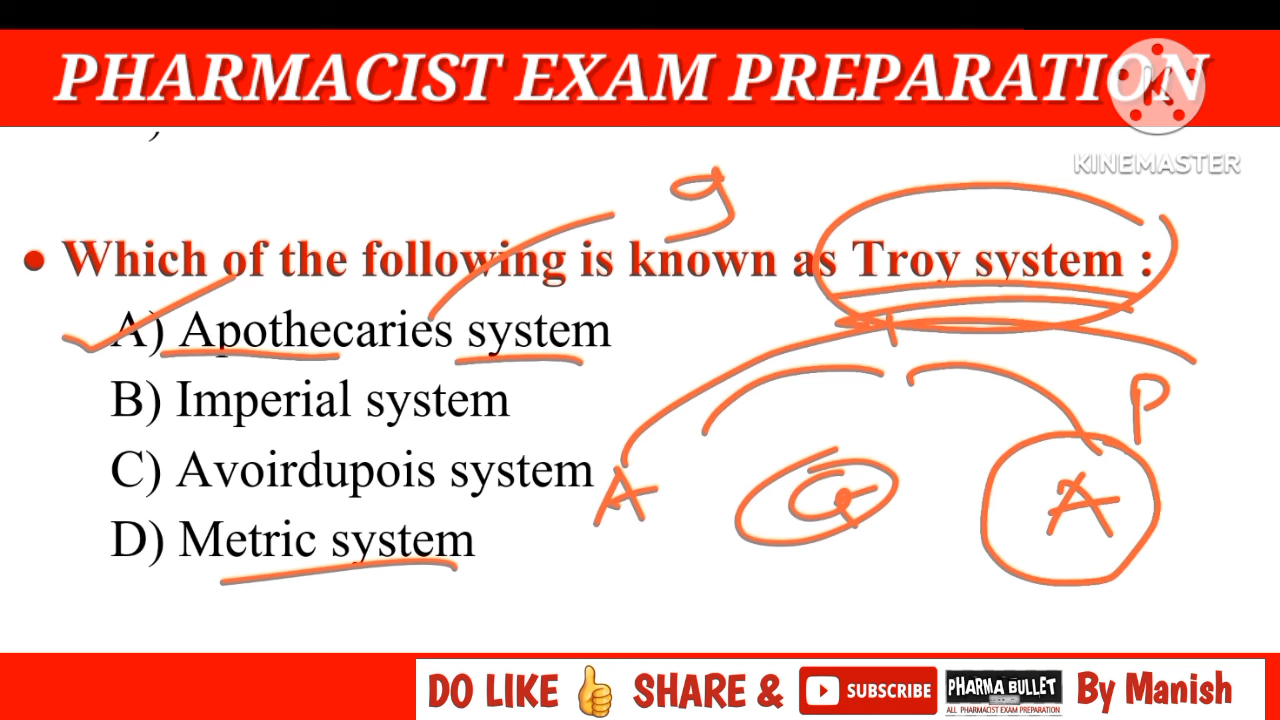 PHARMACIST EXAM PREPARATION
KINEMASTER
• Which of the following is known as Troy system :
A) Apothecaries system
B) Imperial system
C) Avoirdupois system
D) Metric system
g
P
A
G
A
DO LIKE 👍 SHARE & SUBSCRIBE PHARMA BULLET By Manish
ALL PHARMACIST EXAM PREPARATION